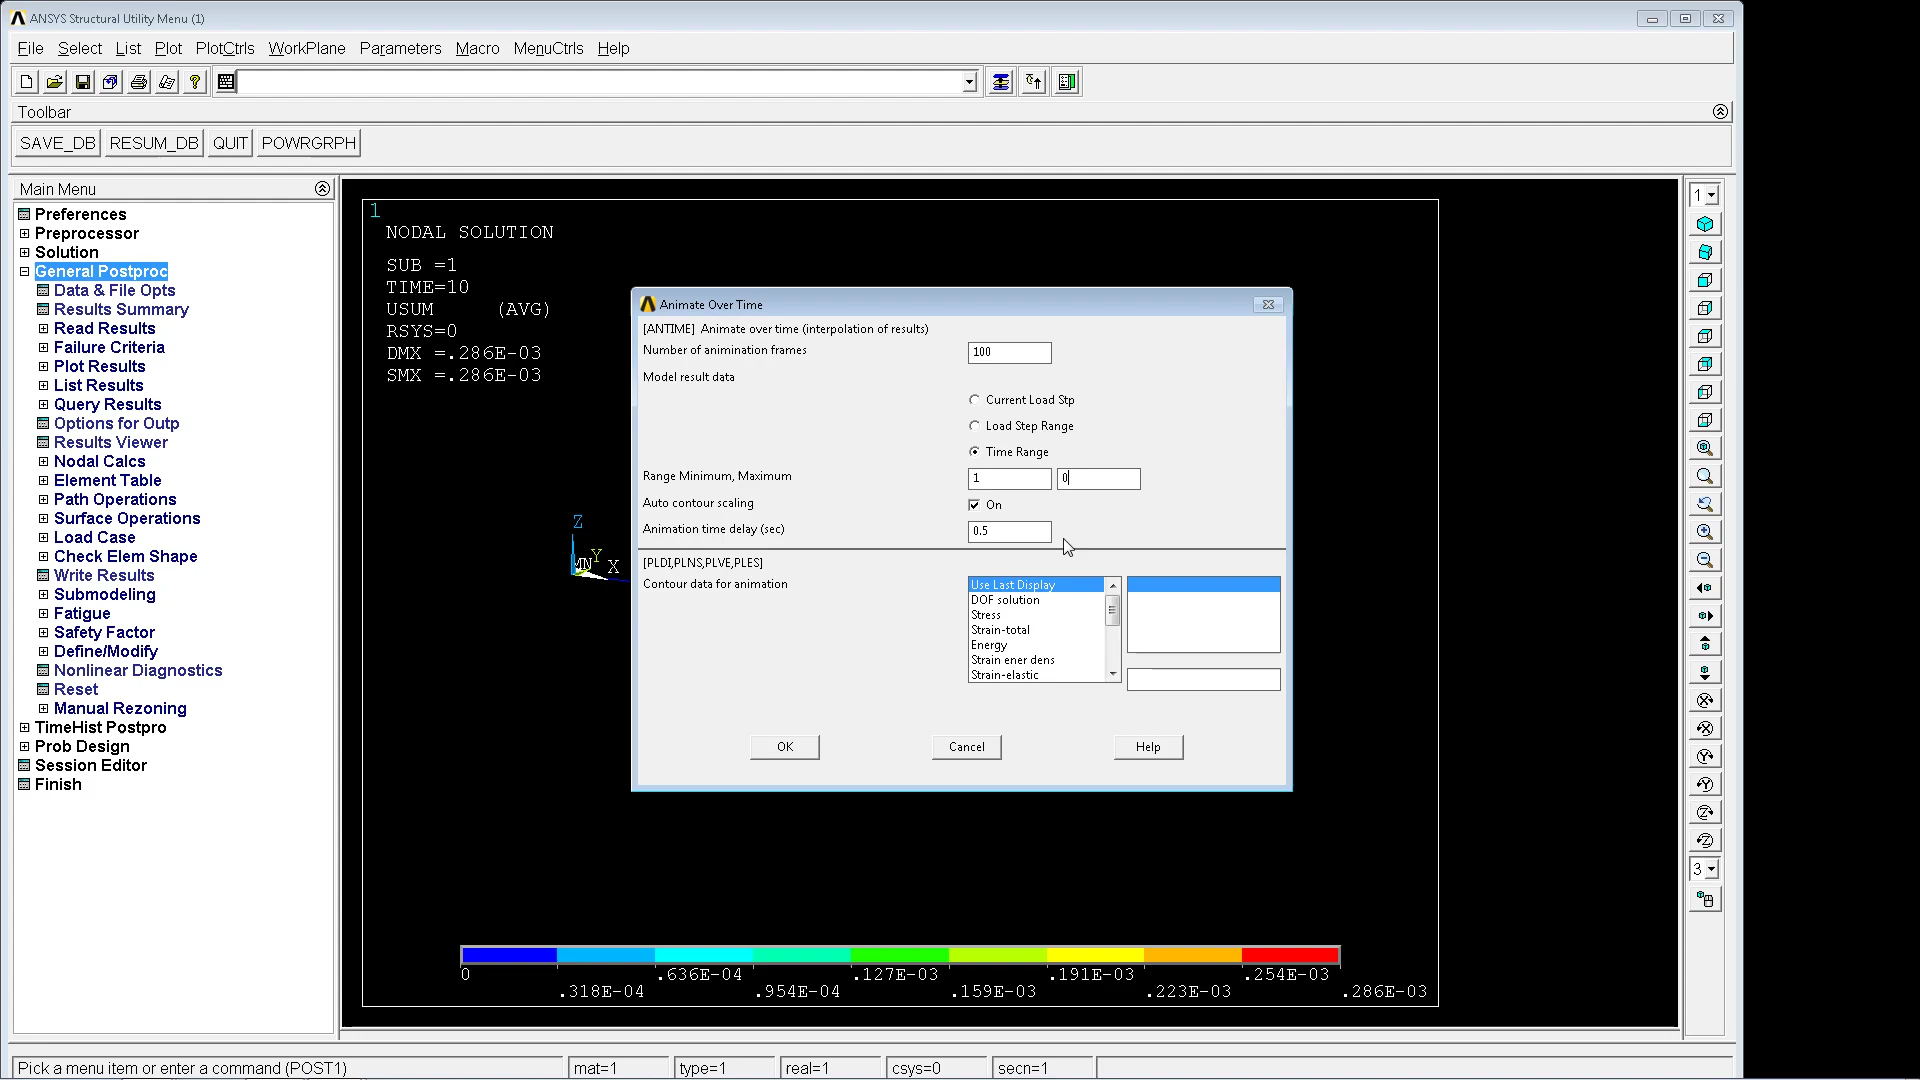 ANSYS Structural Utility Menu (1)
File Select List Plot PlotCtrls WorkPlane Parameters Macro MenuCtrls Help
Toolbar
SAVE_DB RESUM_DB QUIT POWRGRPH
Main Menu
Preferences
Preprocessor
Solution
General Postproc
Data & File Opts
Results Summary
Read Results
Failure Criteria
Plot Results
List Results
Query Results
Options for Outp
Results Viewer
Nodal Calcs
Element Table
Path Operations
Surface Operations
Load Case
Check Elem Shape
Write Results
Submodeling
Fatigue
Safety Factor
Define/Modify
Nonlinear Diagnostics
Reset
Manual Rezoning
TimeHist Postpro
Prob Design
Session Editor
Finish
1
NODAL SOLUTION
SUB =1
TIME=10
USUM (AVG)
RSYS=0
DMX =.286E-03
SMX =.286E-03
Z
MN Y X
Animate Over Time
[ANTIME] Animate over time (interpolation of results)
Number of animination frames 100
Model result data
Current Load Stp
Load Step Range
Time Range
Range Minimum, Maximum 1 0
Auto contour scaling On
Animation time delay (sec) 0.5
[PLDI,PLNS,PLVE,PLES]
Contour data for animation
Use Last Display
DOF solution
Stress
Strain-total
Energy
Strain ener dens
Strain-elastic
OK Cancel Help
0 .636E-04 .127E-03 .191E-03 .254E-03
.318E-04 .954E-04 .159E-03 .223E-03 .286E-03
1
3
Pick a menu item or enter a command (POST1) mat=1 type=1 real=1 csys=0 secn=1